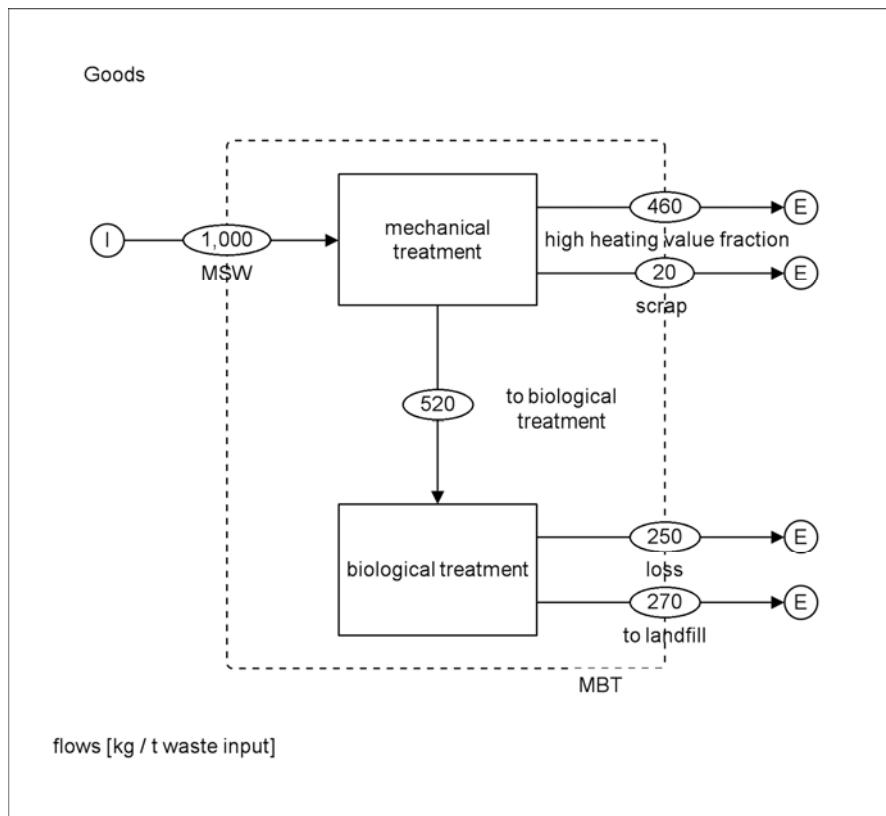 Goods
I
1,000
MSW
mechanical
treatment
460
E
high heating value fraction
20
E
scrap
520
to biological
treatment
biological treatment
250
E
loss
270
E
to landfill
MBT
flows [kg / t waste input]